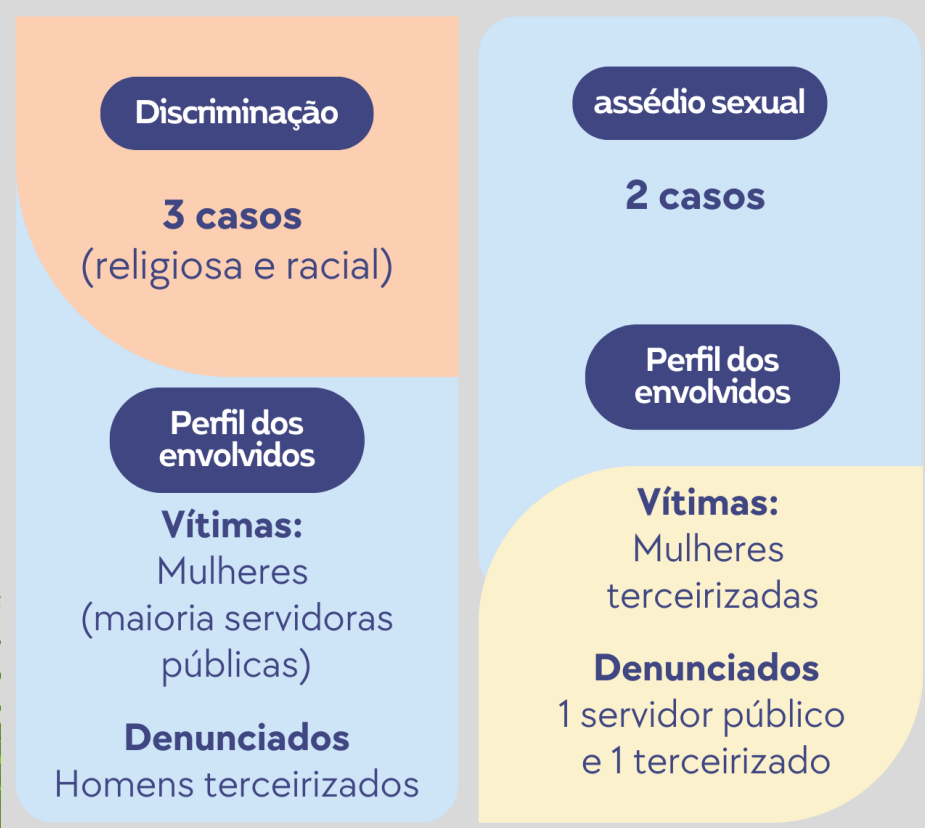 Discriminação
3 casos
(religiosa e racial)
Perfil dos
envolvidos
Vítimas:
Mulheres
(maioria servidoras
públicas)
Denunciados
Homens terceirizados
assédio sexual
2 casos
Perfil dos
envolvidos
Vítimas:
Mulheres
terceirizadas
Denunciados
1 servidor público
e 1 terceirizado